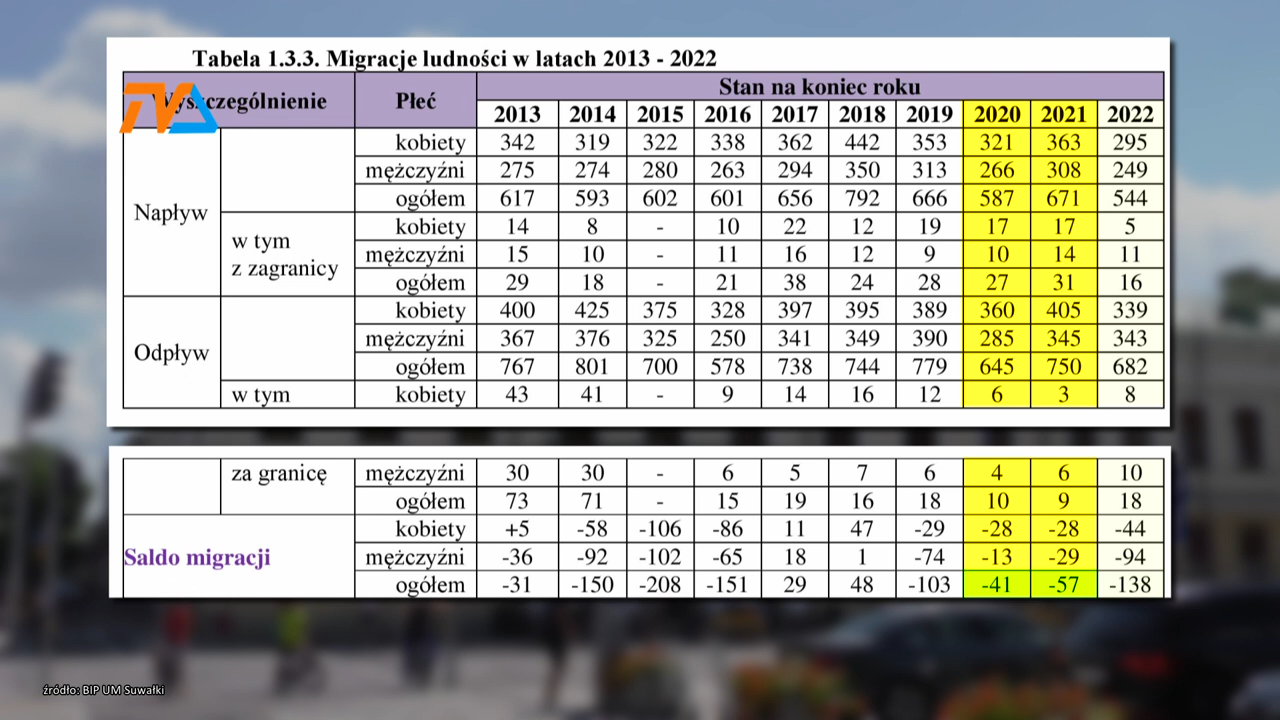 Tabela 1.3.3. Migracje ludności w latach 2013 - 2022
Wyszczególnienie Płeć Stan na koniec roku
2013 2014 2015 2016 2017 2018 2019 2020 2021 2022
TVA
Napływ
kobiety 342 319 322 338 362 442 353 321 363 295
mężczyźni 275 274 280 263 294 350 313 266 308 249
ogółem 617 593 602 601 656 792 666 587 671 544
w tym z zagranicy
kobiety 14 8 - 10 22 12 19 17 17 5
mężczyźni 15 10 - 11 16 12 9 10 14 11
ogółem 29 18 - 21 38 24 28 27 31 16
Odpływ
kobiety 400 425 375 328 397 395 389 360 405 339
mężczyźni 367 376 325 250 341 349 390 285 345 343
ogółem 767 801 700 578 738 744 779 645 750 682
w tym kobiety 43 41 - 9 14 16 12 6 3 8
za granicę mężczyźni 30 30 - 6 5 7 6 4 6 10
ogółem 73 71 - 15 19 16 18 10 9 18
Saldo migracji
kobiety +5 -58 -106 -86 11 47 -29 -28 -28 -44
mężczyźni -36 -92 -102 -65 18 1 -74 -13 -29 -94
ogółem -31 -150 -208 -151 29 48 -103 -41 -57 -138
źródło: BIP UM Suwałki